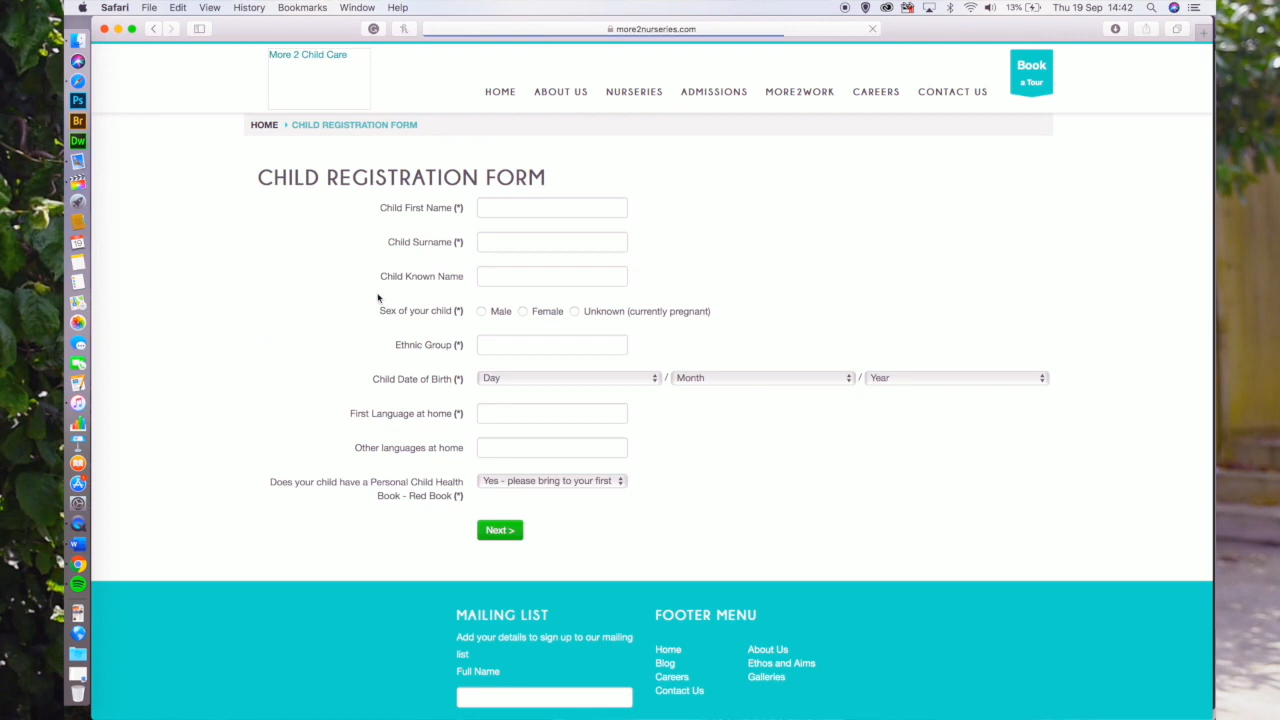 Safari File Edit View History Bookmarks Window Help 13% Thu 19 Sep 14:42
more2nurseries.com
More 2 Child Care
HOME ABOUT US NURSERIES ADMISSIONS MORE2WORK CAREERS CONTACT US
Book
a Tour
HOME CHILD REGISTRATION FORM
CHILD REGISTRATION FORM
Child First Name (*)
Child Surname (*)
Child Known Name
Sex of your child (*) Male Female Unknown (currently pregnant)
Ethnic Group (*)
Child Date of Birth (*) Day / Month / Year
First Language at home (*)
Other languages at home
Does your child have a Personal Child Health Yes - please bring to your first
Book - Red Book (*)
Next >
MAILING LIST
Add your details to sign up to our mailing
list
Full Name
FOOTER MENU
Home About Us
Blog Ethos and Aims
Careers Galleries
Contact Us
Ps
Br
Dw
19
W